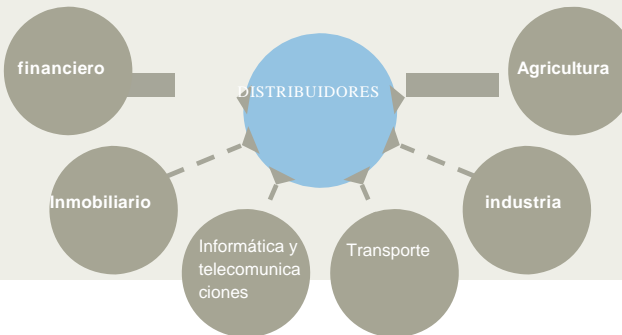 financiero
DISTRIBUIDORES
Agricultura
Inmobiliario
industria
Informática y
telecomunica
ciones
Transporte